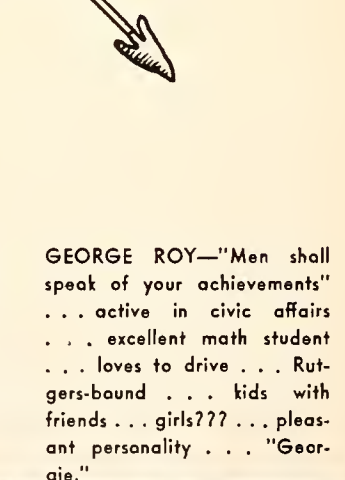 GEORGE ROY—"Men shall
speak of your achievements"
. . . active in civic affairs
. . . excellent math student
. . . loves to drive . . . Rut-
gers-bound . . . kids with
friends . . . girls??? . . . pleas-
ant personality . . . "Geor-
gie."